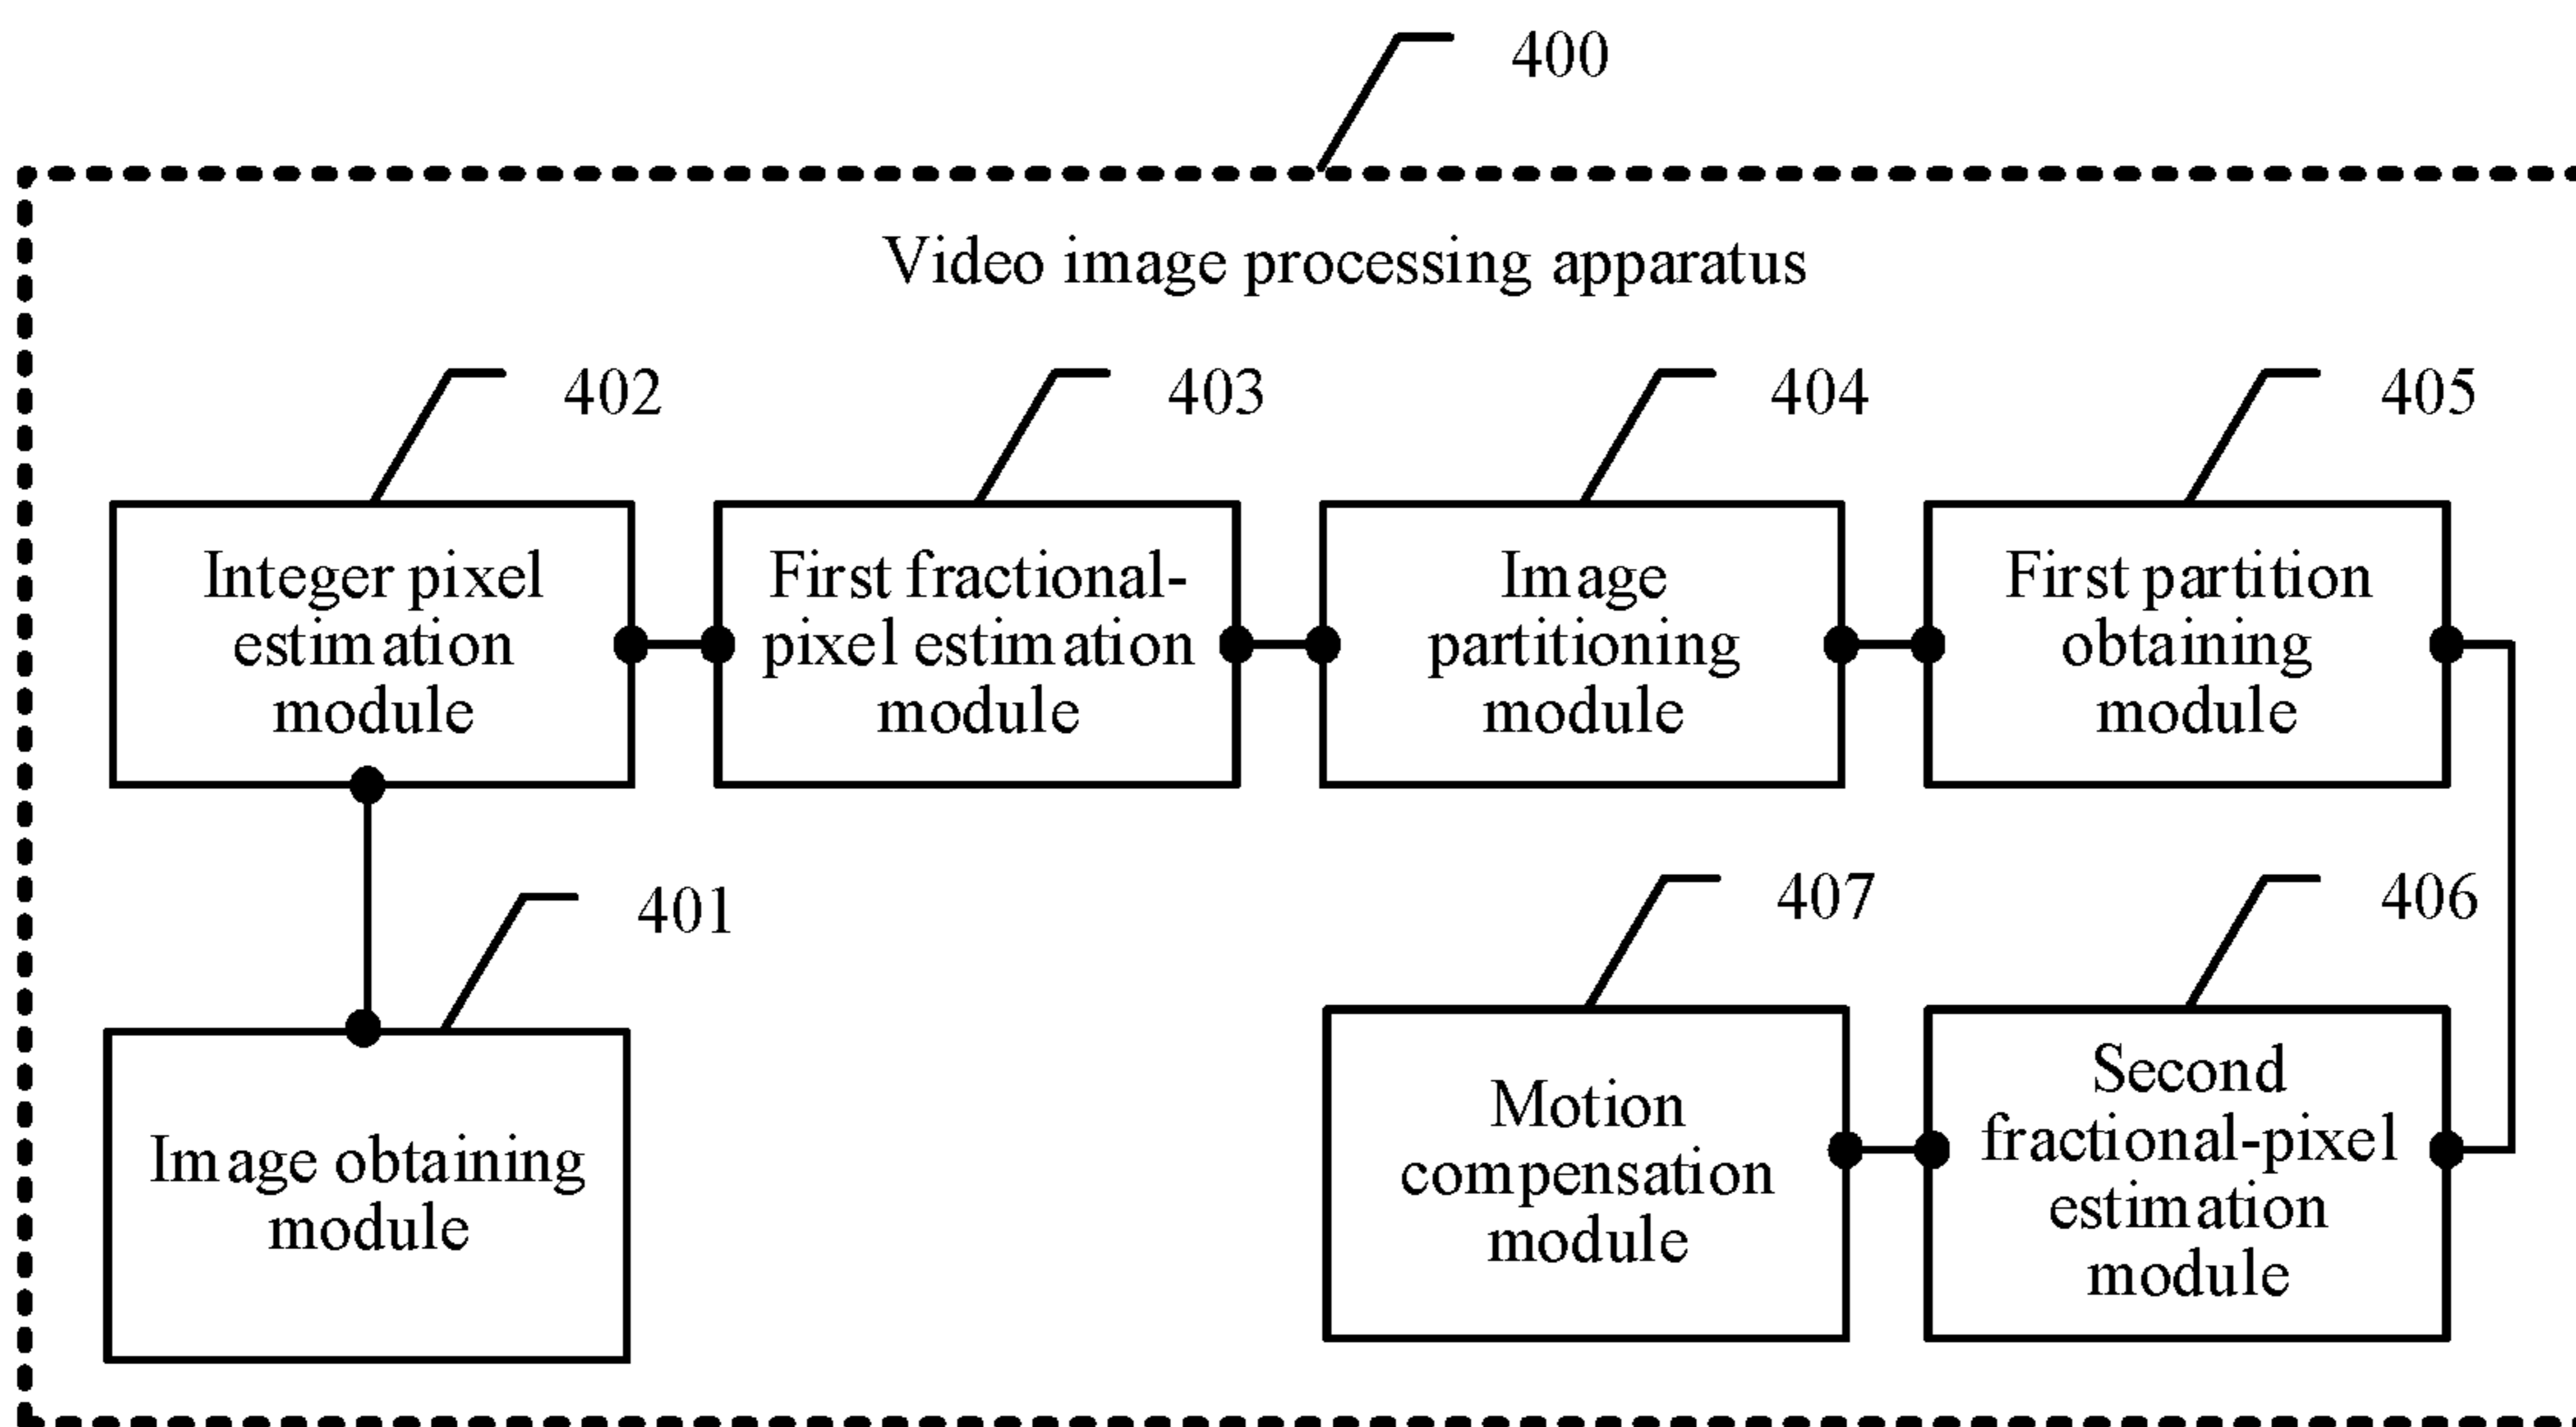 400
Video image processing apparatus
402
403
404
405
Integer pixel
estimation
module
First fractional-
pixel estimation
module
Image
partitioning
module
First partition
obtaining
module
401
407
406
Image obtaining
module
Motion
compensation
module
Second
fractional-pixel
estimation
module